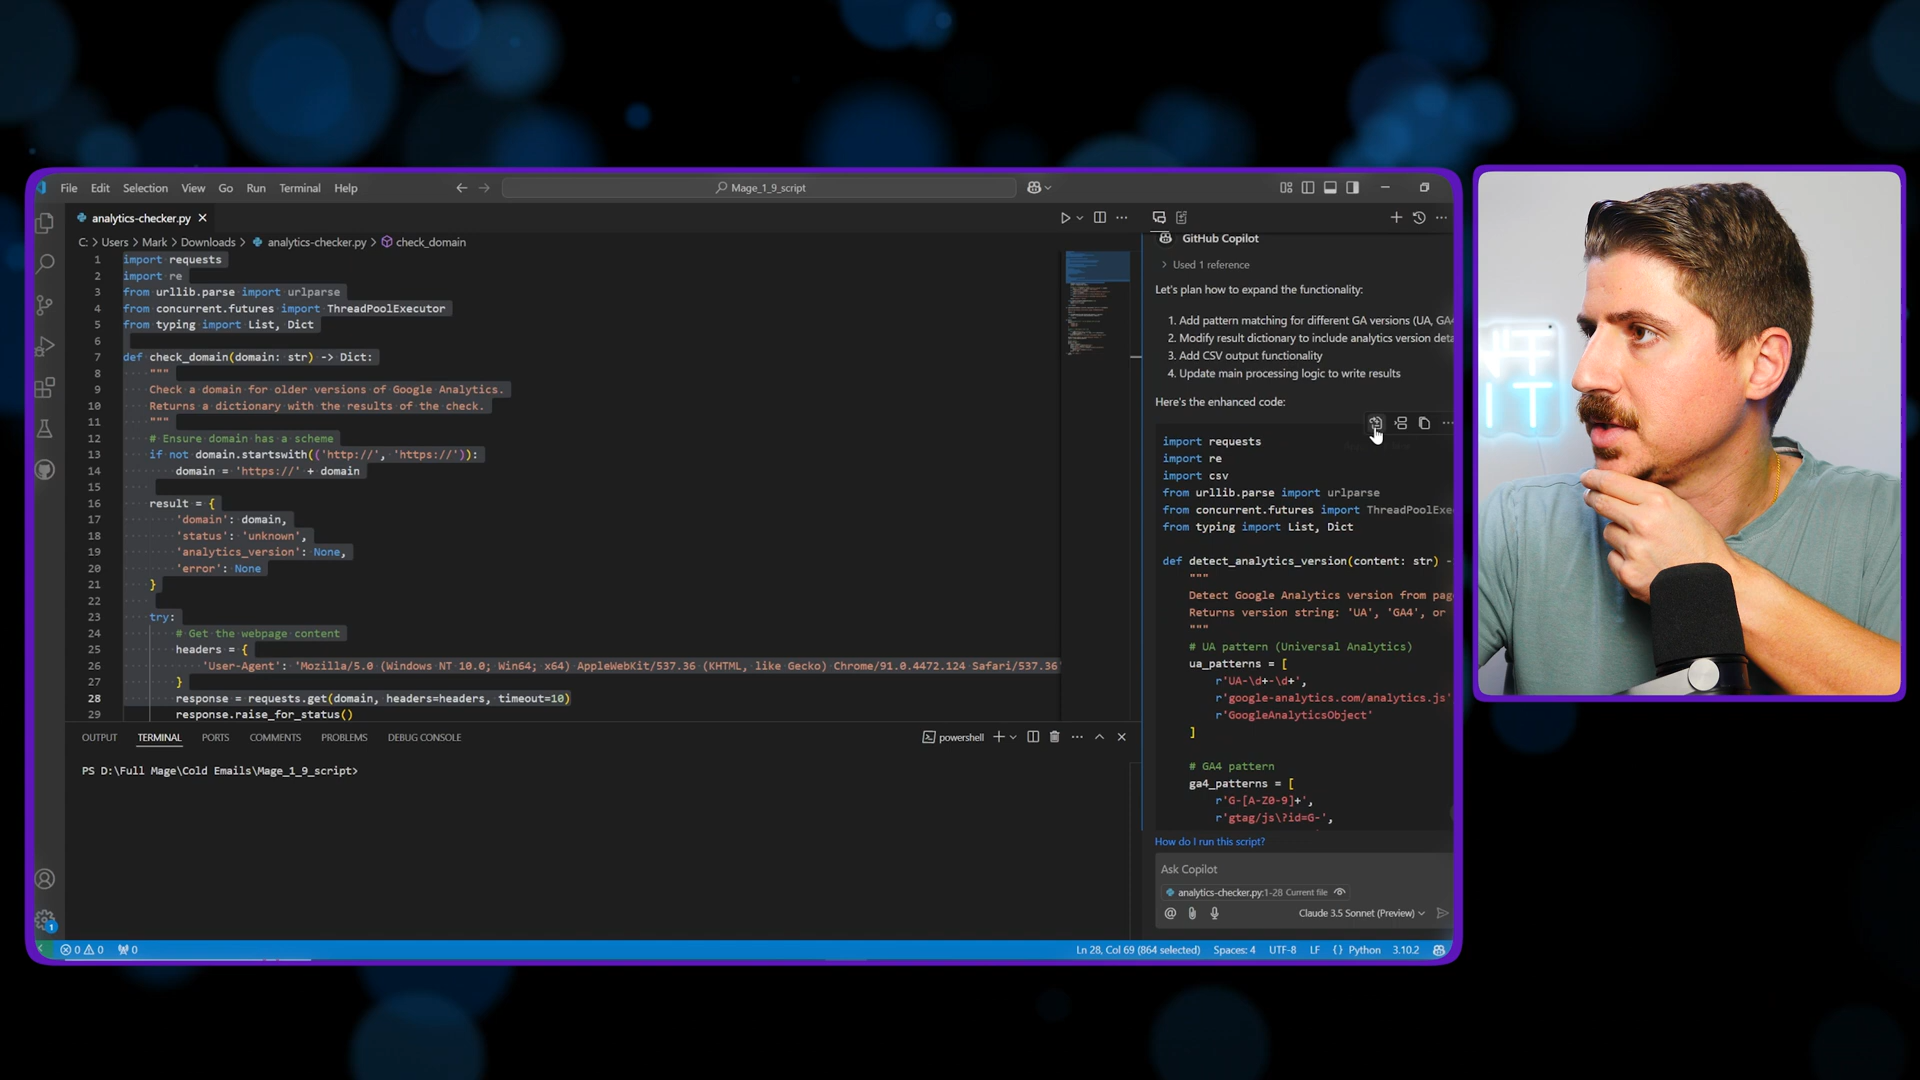 File Edit Selection View Go Run Terminal Help
Mage_1_9_script
analytics-checker.py
C: > Users > Mark > Downloads > analytics-checker.py > check_domain
1 import requests
2 import re
3 from urllib.parse import urlparse
4 from concurrent.futures import ThreadPoolExecutor
5 from typing import List, Dict
6
7 def check_domain(domain: str) -> Dict:
8 """
9 Check a domain for older versions of Google Analytics.
10 Returns a dictionary with the results of the check.
11 """
12 # Ensure domain has a scheme
13 if not domain.startswith(('http://', 'https://')):
14 domain = 'https://' + domain
15
16 result = {
17 'domain': domain,
18 'status': 'unknown',
19 'analytics_version': None,
20 'error': None
21 }
22
23 try:
24 # Get the webpage content
25 headers = {
26 'User-Agent': 'Mozilla/5.0 (Windows NT 10.0; Win64; x64) AppleWebKit/537.36 (KHTML, like Gecko) Chrome/91.0.4472.124 Safari/537.36
27 }
28 response = requests.get(domain, headers=headers, timeout=10)
29 response.raise_for_status()
OUTPUT TERMINAL PORTS COMMENTS PROBLEMS DEBUG CONSOLE
powershell
PS D:\Full Mage\Cold Emails\Mage_1_9_script>
GitHub Copilot
> Used 1 reference
Let's plan how to expand the functionality:
1. Add pattern matching for different GA versions (UA, GA4
2. Modify result dictionary to include analytics version deta
3. Add CSV output functionality
4. Update main processing logic to write results
Here's the enhanced code:
import requests
import re
import csv
from urllib.parse import urlparse
from concurrent.futures import ThreadPoolExe
from typing import List, Dict
def detect_analytics_version(content: str) -
"""
Detect Google Analytics version from pag
Returns version string: 'UA', 'GA4', or
"""
# UA pattern (Universal Analytics)
ua_patterns = [
r'UA-\d+-\d+',
r'google-analytics.com/analytics.js'
r'GoogleAnalyticsObject'
]
# GA4 pattern
ga4_patterns = [
r'G-[A-Z0-9]+',
r'gtag/js\?id=G-',
How do I run this script?
Ask Copilot
analytics-checker.py:1-28 Current file
@ Claude 3.5 Sonnet (Preview)
1
0 0 0
Ln 28, Col 69 (864 selected) Spaces: 4 UTF-8 LF {} Python 3.10.2